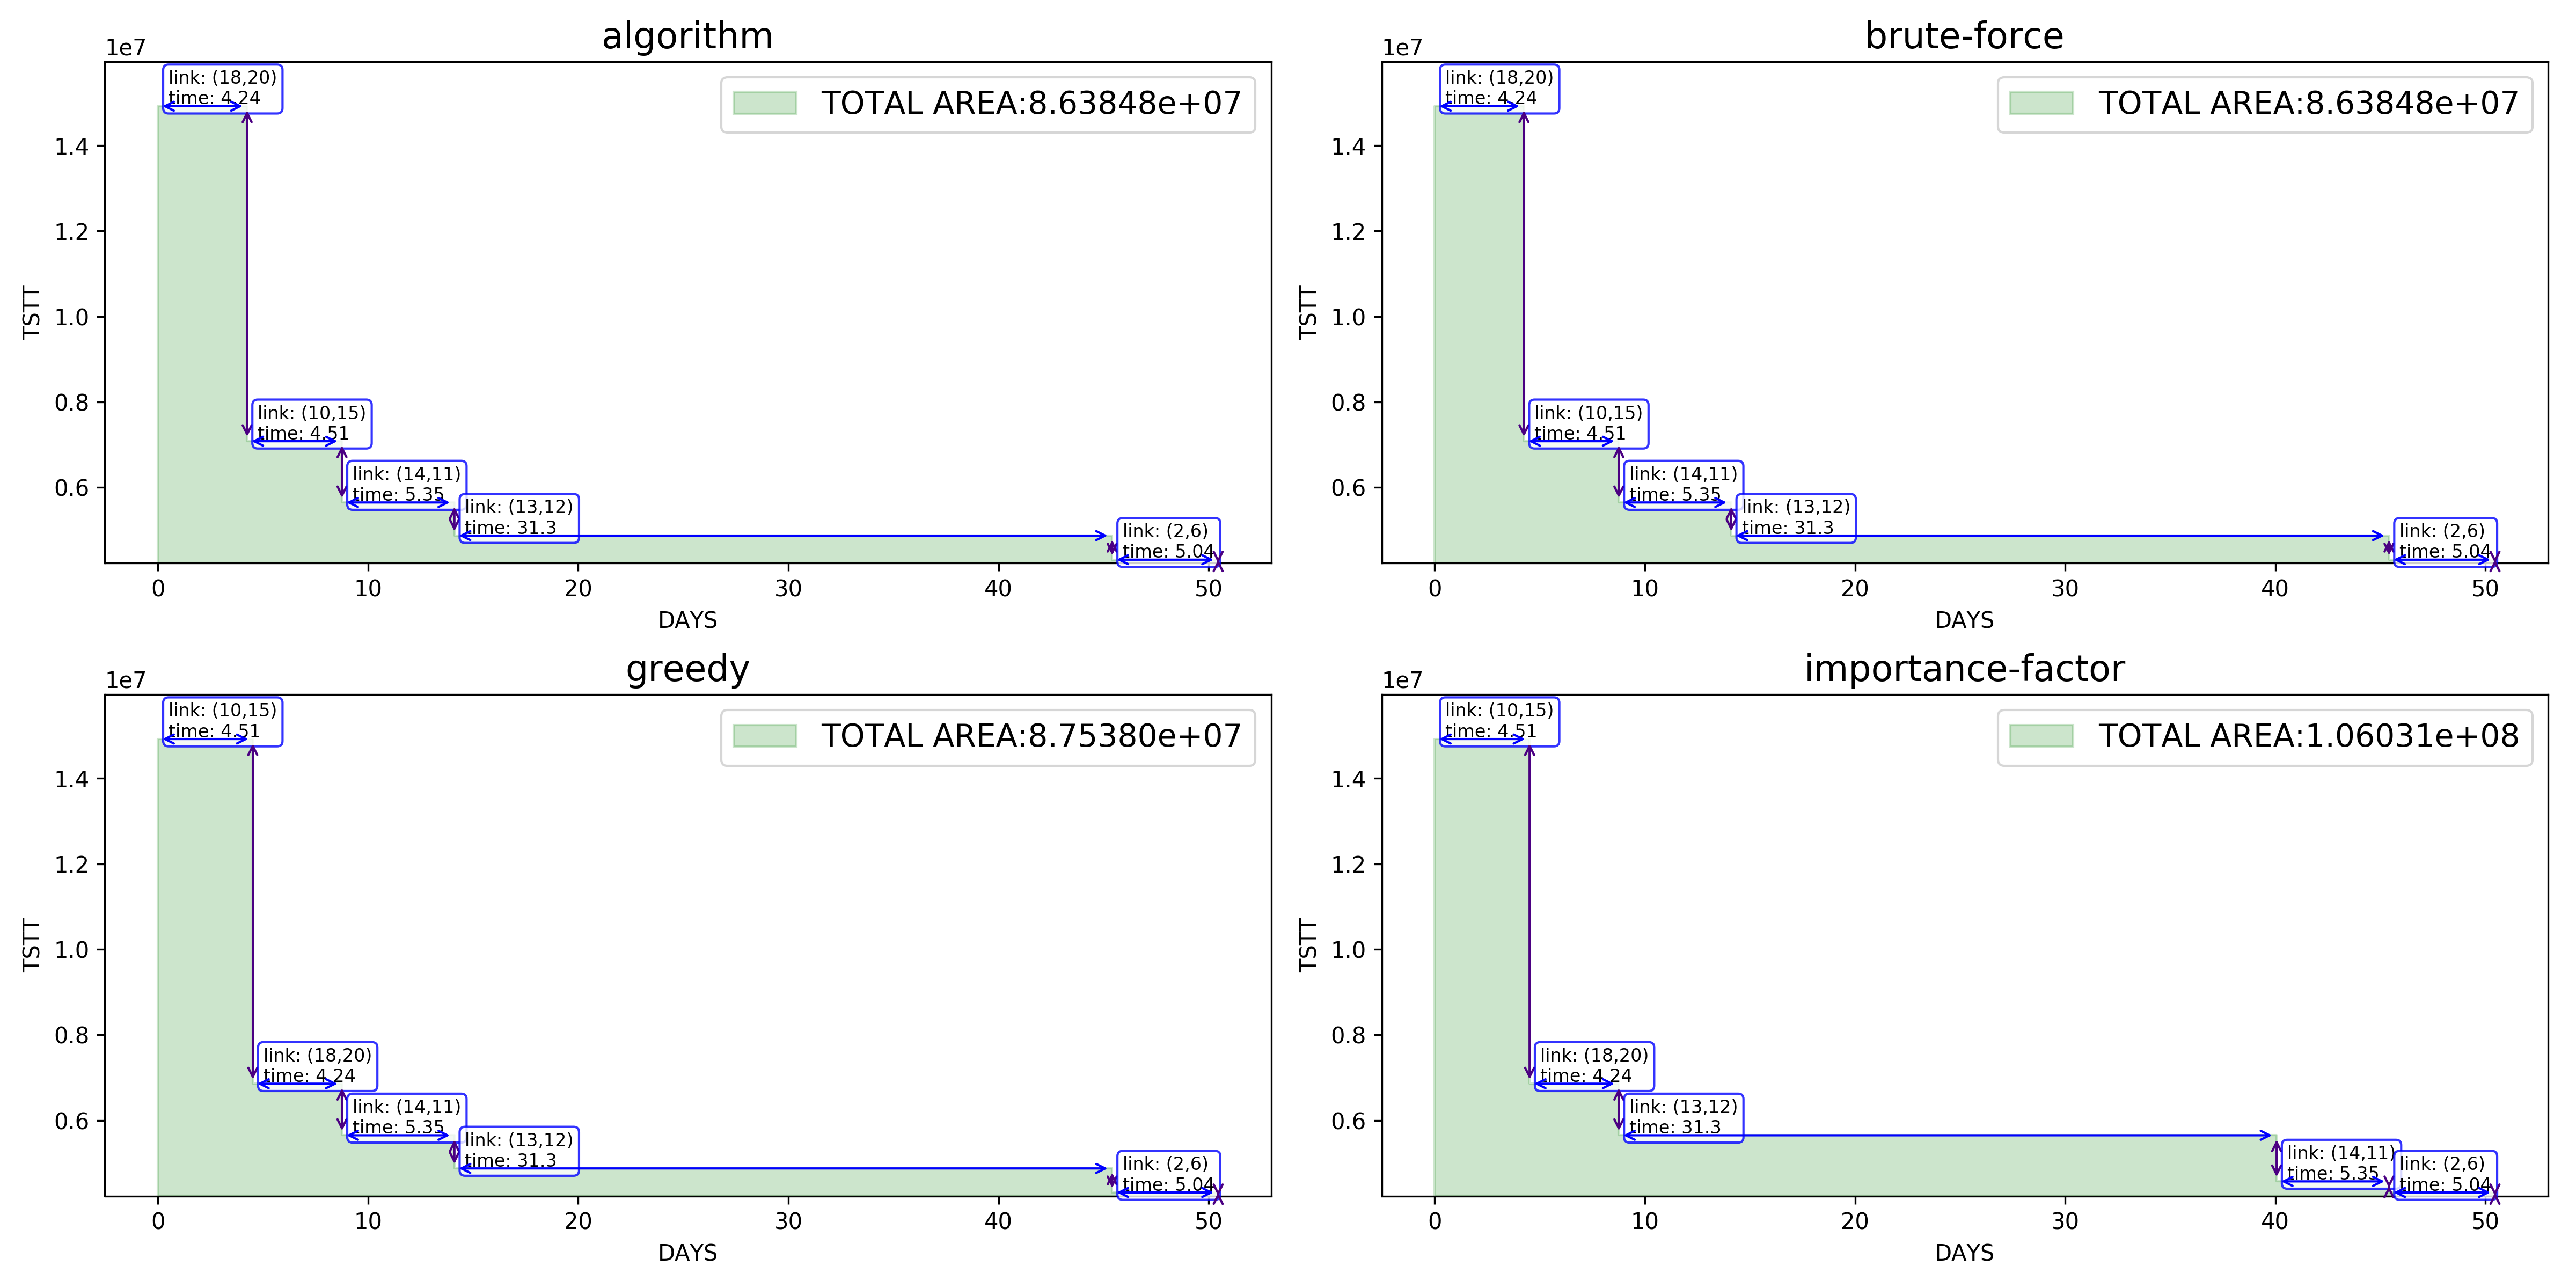 algorithm
1e7
link: (18,20)
time: 4.24
TOTAL AREA:8.63848e+07
1.4
1.2
1.0
0.8
0.6
TSTT
link: (10,15)
time: 4.51
link: (14,11)
time: 5.35
link: (13,12)
time: 31.3
link: (2,6)
time: 5.04
0 10 20 30 40 50
DAYS
brute-force
1e7
link: (18,20)
time: 4.24
TOTAL AREA:8.63848e+07
1.4
1.2
1.0
0.8
0.6
TSTT
link: (10,15)
time: 4.51
link: (14,11)
time: 5.35
link: (13,12)
time: 31.3
link: (2,6)
time: 5.04
0 10 20 30 40 50
DAYS
greedy
1e7
link: (10,15)
time: 4.51
TOTAL AREA:8.75380e+07
1.4
1.2
1.0
0.8
0.6
TSTT
link: (18,20)
time: 4.24
link: (14,11)
time: 5.35
link: (13,12)
time: 31.3
link: (2,6)
time: 5.04
0 10 20 30 40 50
DAYS
importance-factor
1e7
link: (10,15)
time: 4.51
TOTAL AREA:1.06031e+08
1.4
1.2
1.0
0.8
0.6
TSTT
link: (18,20)
time: 4.24
link: (13,12)
time: 31.3
link: (14,11)
time: 5.35
link: (2,6)
time: 5.04
0 10 20 30 40 50
DAYS